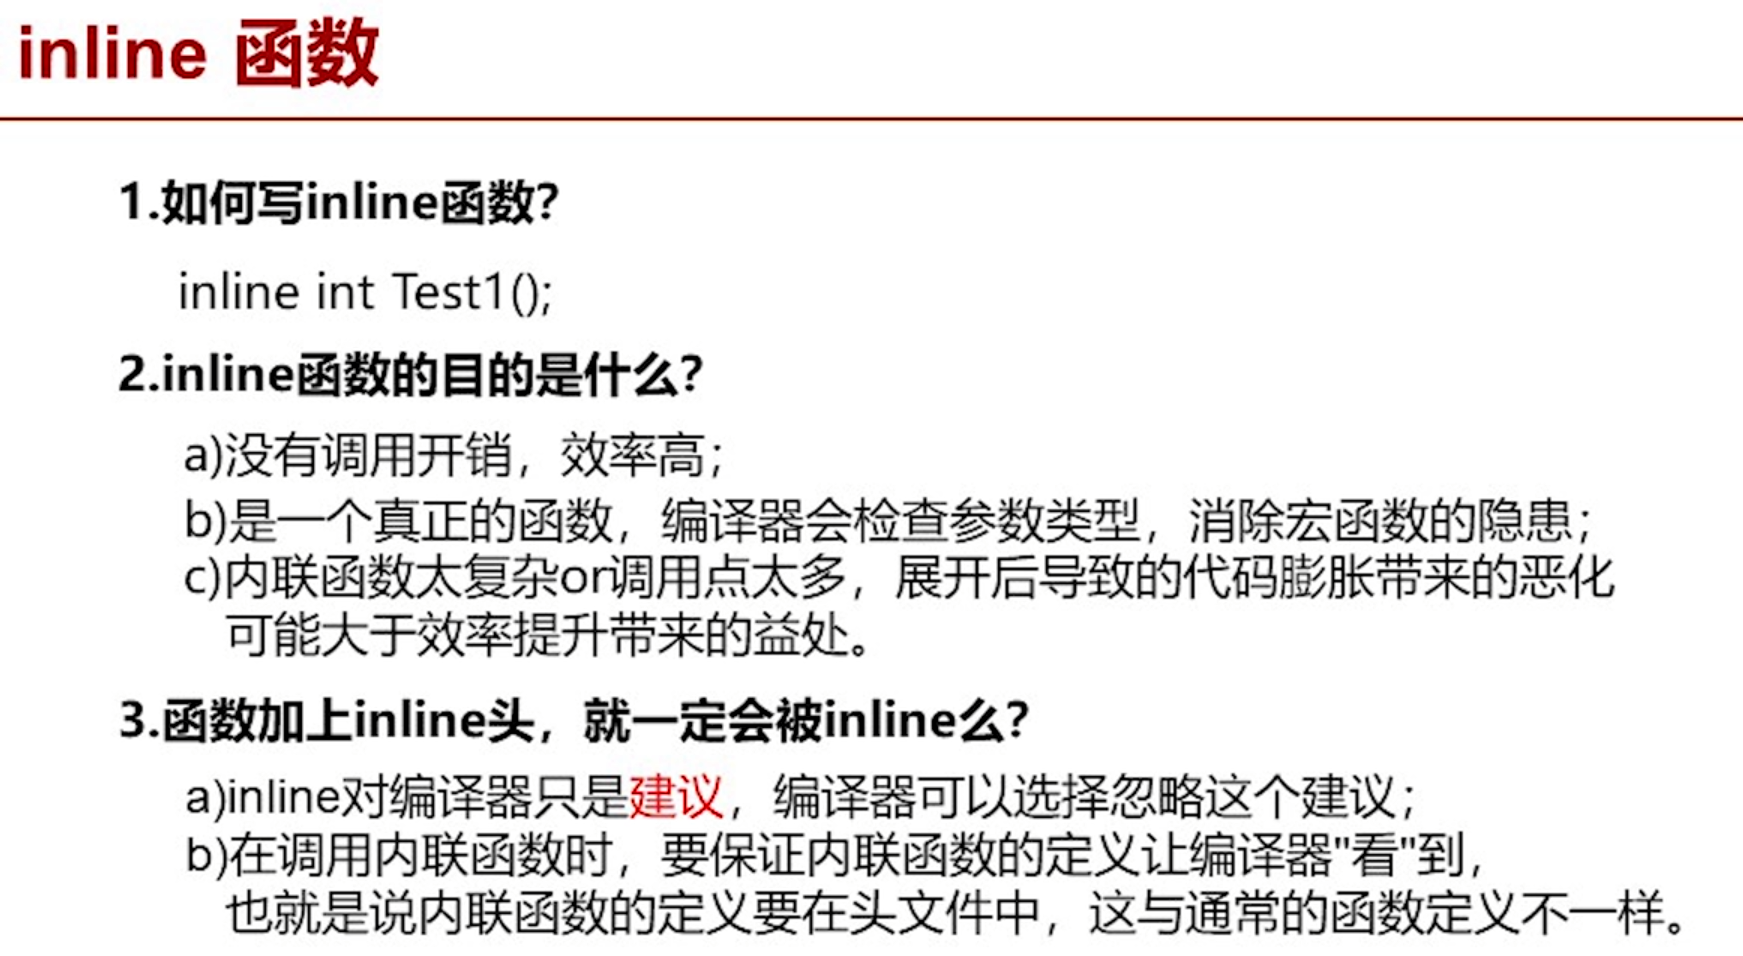 inline 函数
1.如何写inline函数?
inline int Test1();
2.inline函数的目的是什么?
a)没有调用开销，效率高；
b)是一个真正的函数，编译器会检查参数类型，消除宏函数的隐患；
c)内联函数太复杂or调用点太多，展开后导致的代码膨胀带来的恶化
可能大于效率提升带来的益处。
3.函数加上inline头，就一定会被inline么?
a)inline对编译器只是建议，编译器可以选择忽略这个建议；
b)在调用内联函数时，要保证内联函数的定义让编译器"看"到，
也就是说内联函数的定义要在头文件中，这与通常的函数定义不一样。